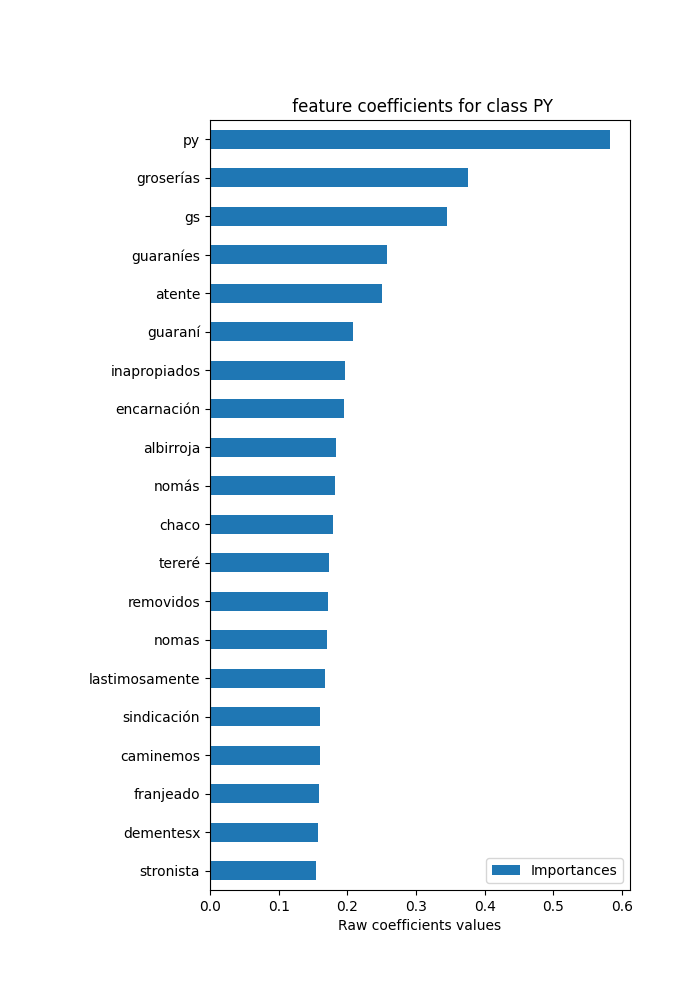 feature coefficients for class PY
py
groserías
gs
guaraníes
atente
guaraní
inapropiados
encarnación
albirroja
nomás
chaco
tereré
removidos
nomas
lastimosamente
sindicación
caminemos
franjeado
dementesx
stronista
Importances
0.0 0.1 0.2 0.3 0.4 0.5 0.6
Raw coefficients values